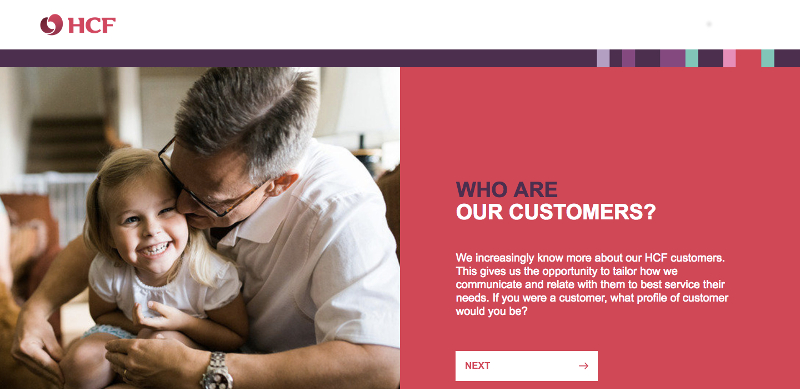 HCF
WHO ARE
OUR CUSTOMERS?
We increasingly know more about our HCF customers.
This gives us the opportunity to tailor how we
communicate and relate with them to best service their
needs. If you were a customer, what profile of customer
would you be?
NEXT